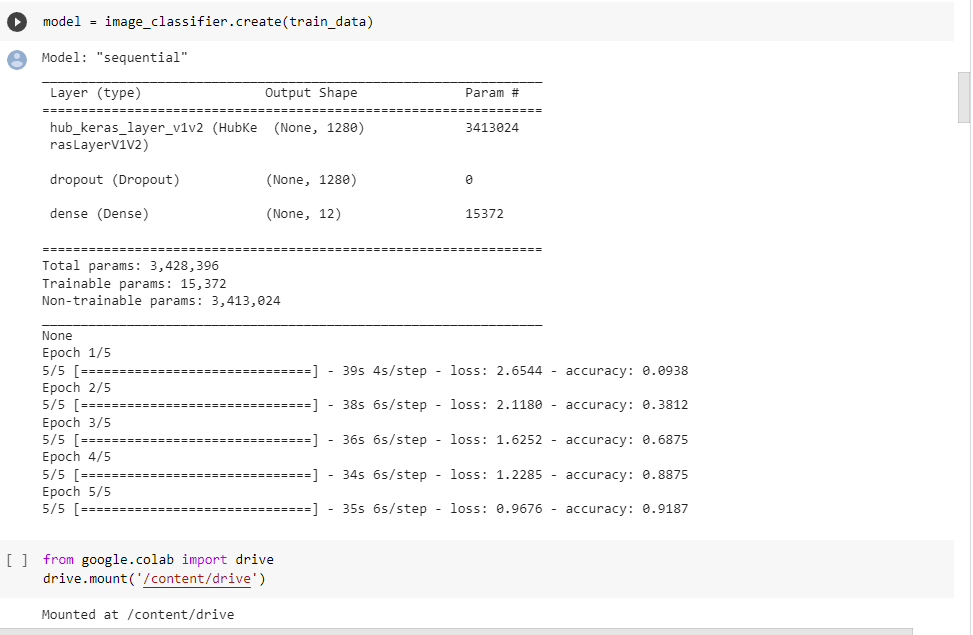 model = image_classifier.create(train_data)
Model: "sequential"
_________________________________________________________________
Layer (type) Output Shape Param #
=================================================================
hub_keras_layer_v1v2 (HubKe (None, 1280) 3413024
rasLayerV1V2)
dropout (Dropout) (None, 1280) 0
dense (Dense) (None, 12) 15372
=================================================================
Total params: 3,428,396
Trainable params: 15,372
Non-trainable params: 3,413,024
_________________________________________________________________
None
Epoch 1/5
5/5 [==============================] - 39s 4s/step - loss: 2.6544 - accuracy: 0.0938
Epoch 2/5
5/5 [==============================] - 38s 6s/step - loss: 2.1180 - accuracy: 0.3812
Epoch 3/5
5/5 [==============================] - 36s 6s/step - loss: 1.6252 - accuracy: 0.6875
Epoch 4/5
5/5 [==============================] - 34s 6s/step - loss: 1.2285 - accuracy: 0.8875
Epoch 5/5
5/5 [==============================] - 35s 6s/step - loss: 0.9676 - accuracy: 0.9187
[ ] from google.colab import drive
drive.mount('/content/drive')
Mounted at /content/drive